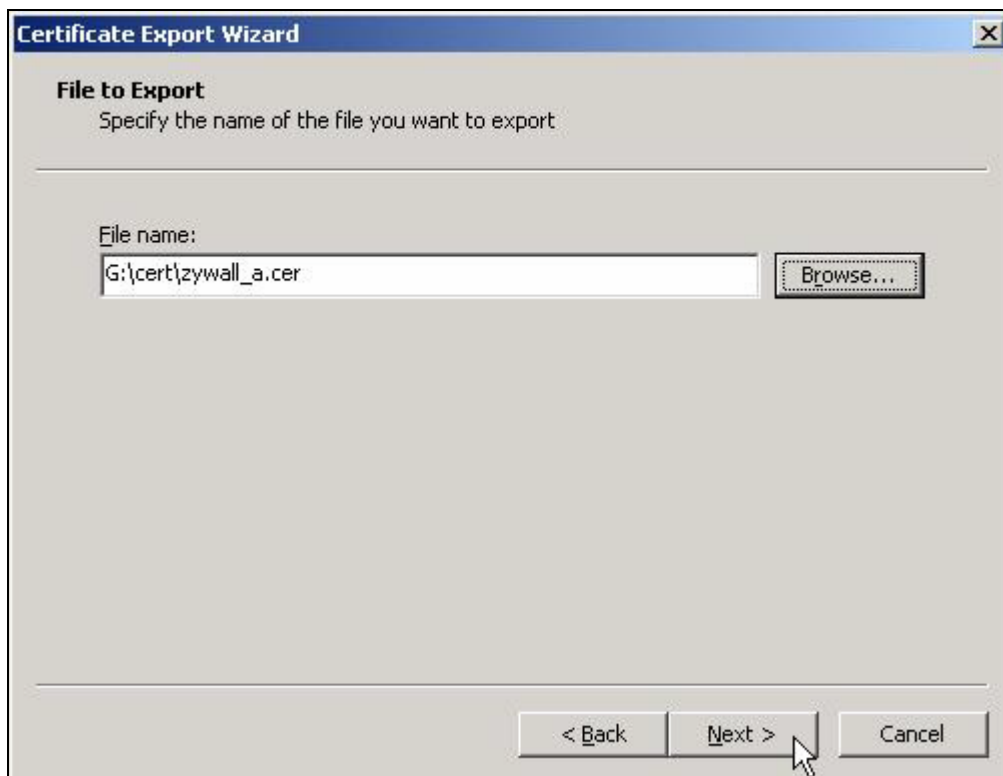 Certificate Export Wizard
File to Export
Specify the name of the file you want to export
File name:
G:\cert\zywall_a.cer
Browse...
< Back
Next >
Cancel